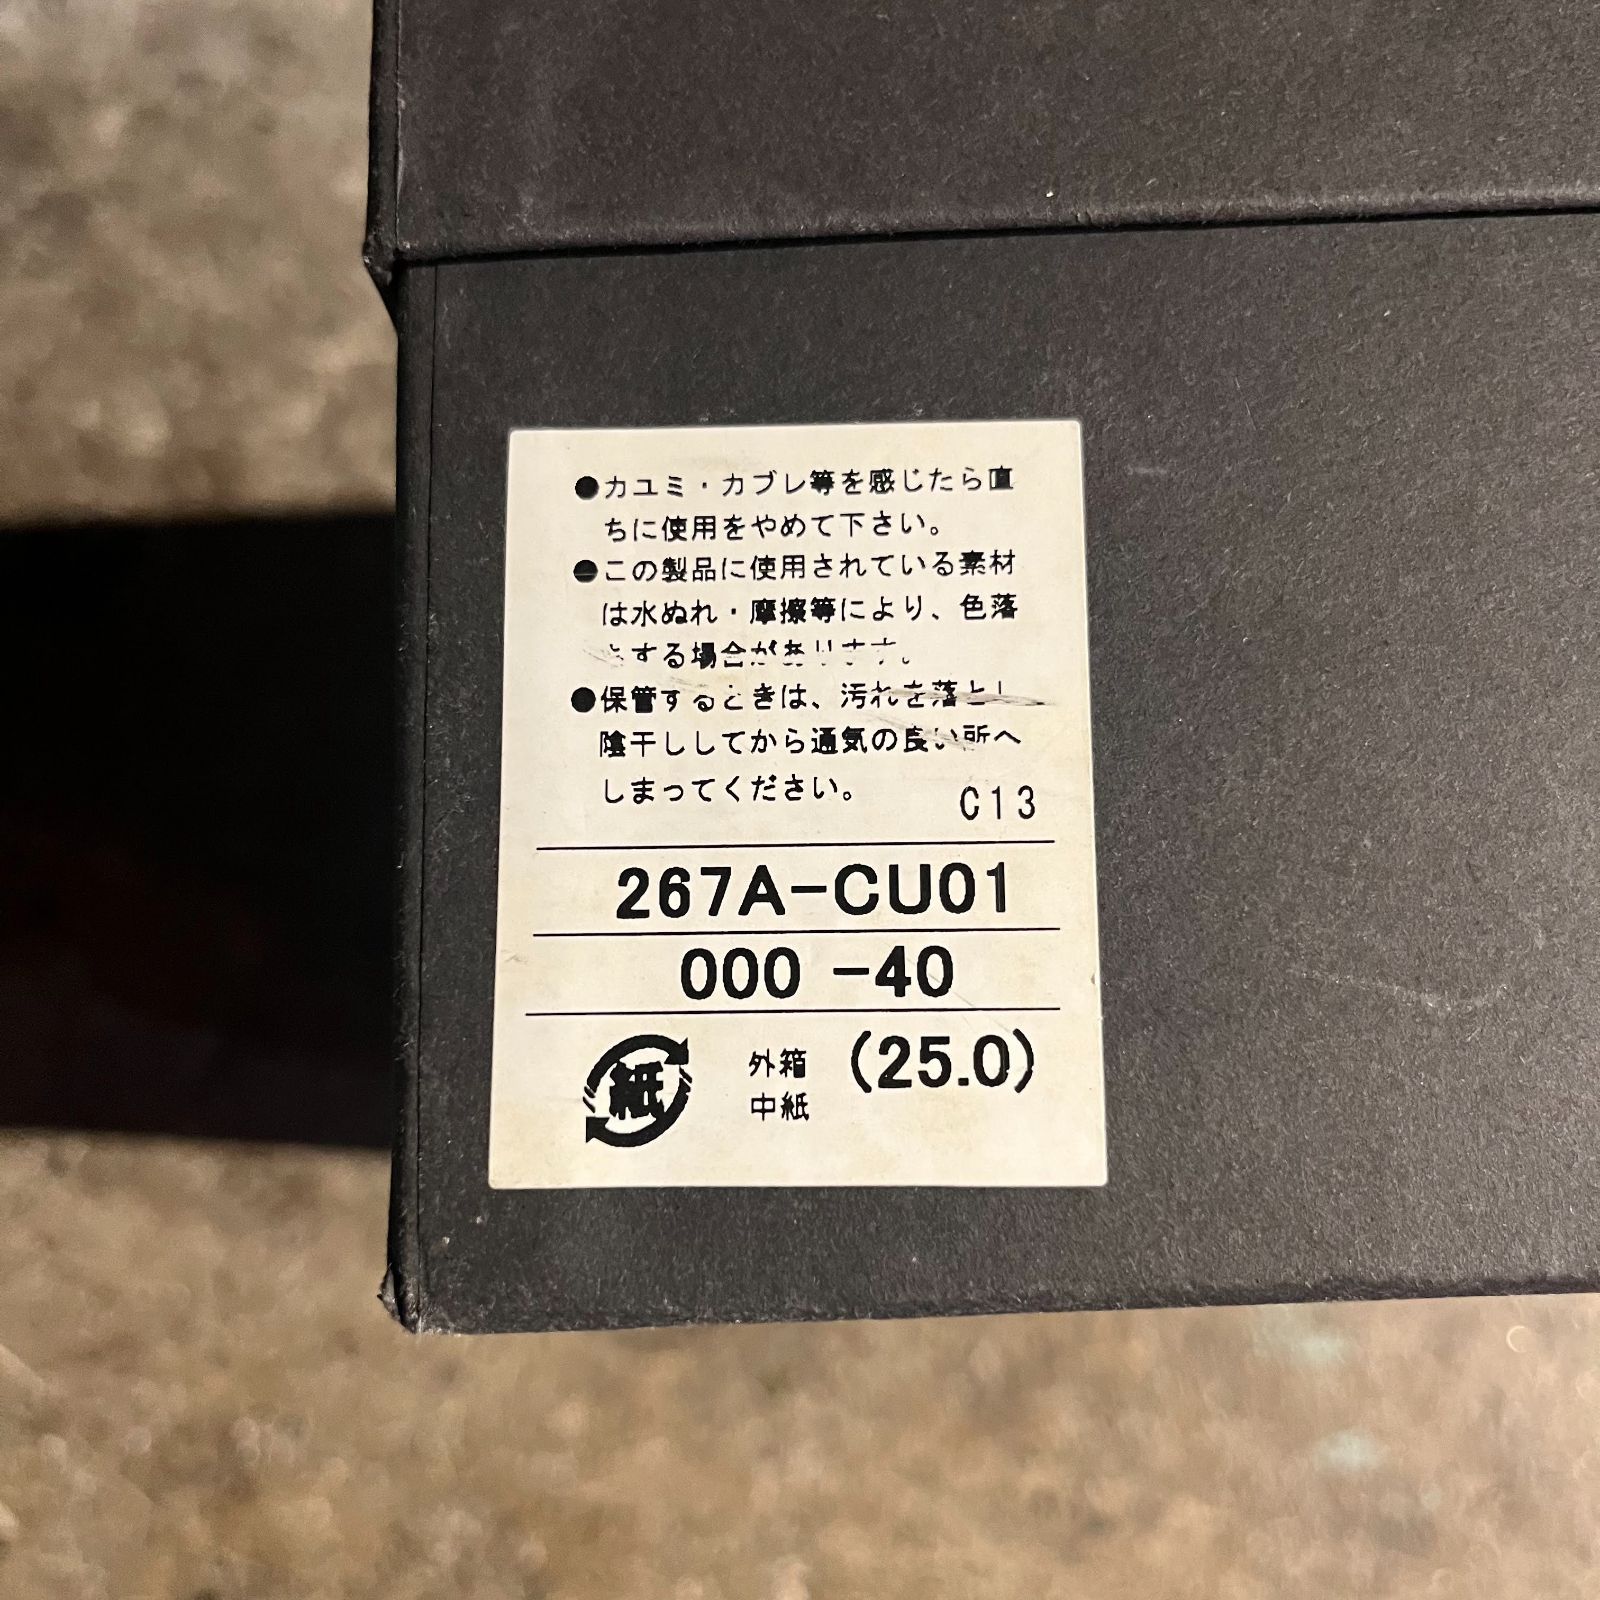 ●カユミ・カブレ等を感じたら直
ちに使用をやめて下さい。
●この製品に使用されている素材
は水ぬれ・摩擦等により、色落
とする場合があります。
●保管するときは、汚れを落とし
陰干ししてから通気の良い所へ
しまってください。
C13
267A-CU01
000 -40
紙
外箱
中紙
(25.0)